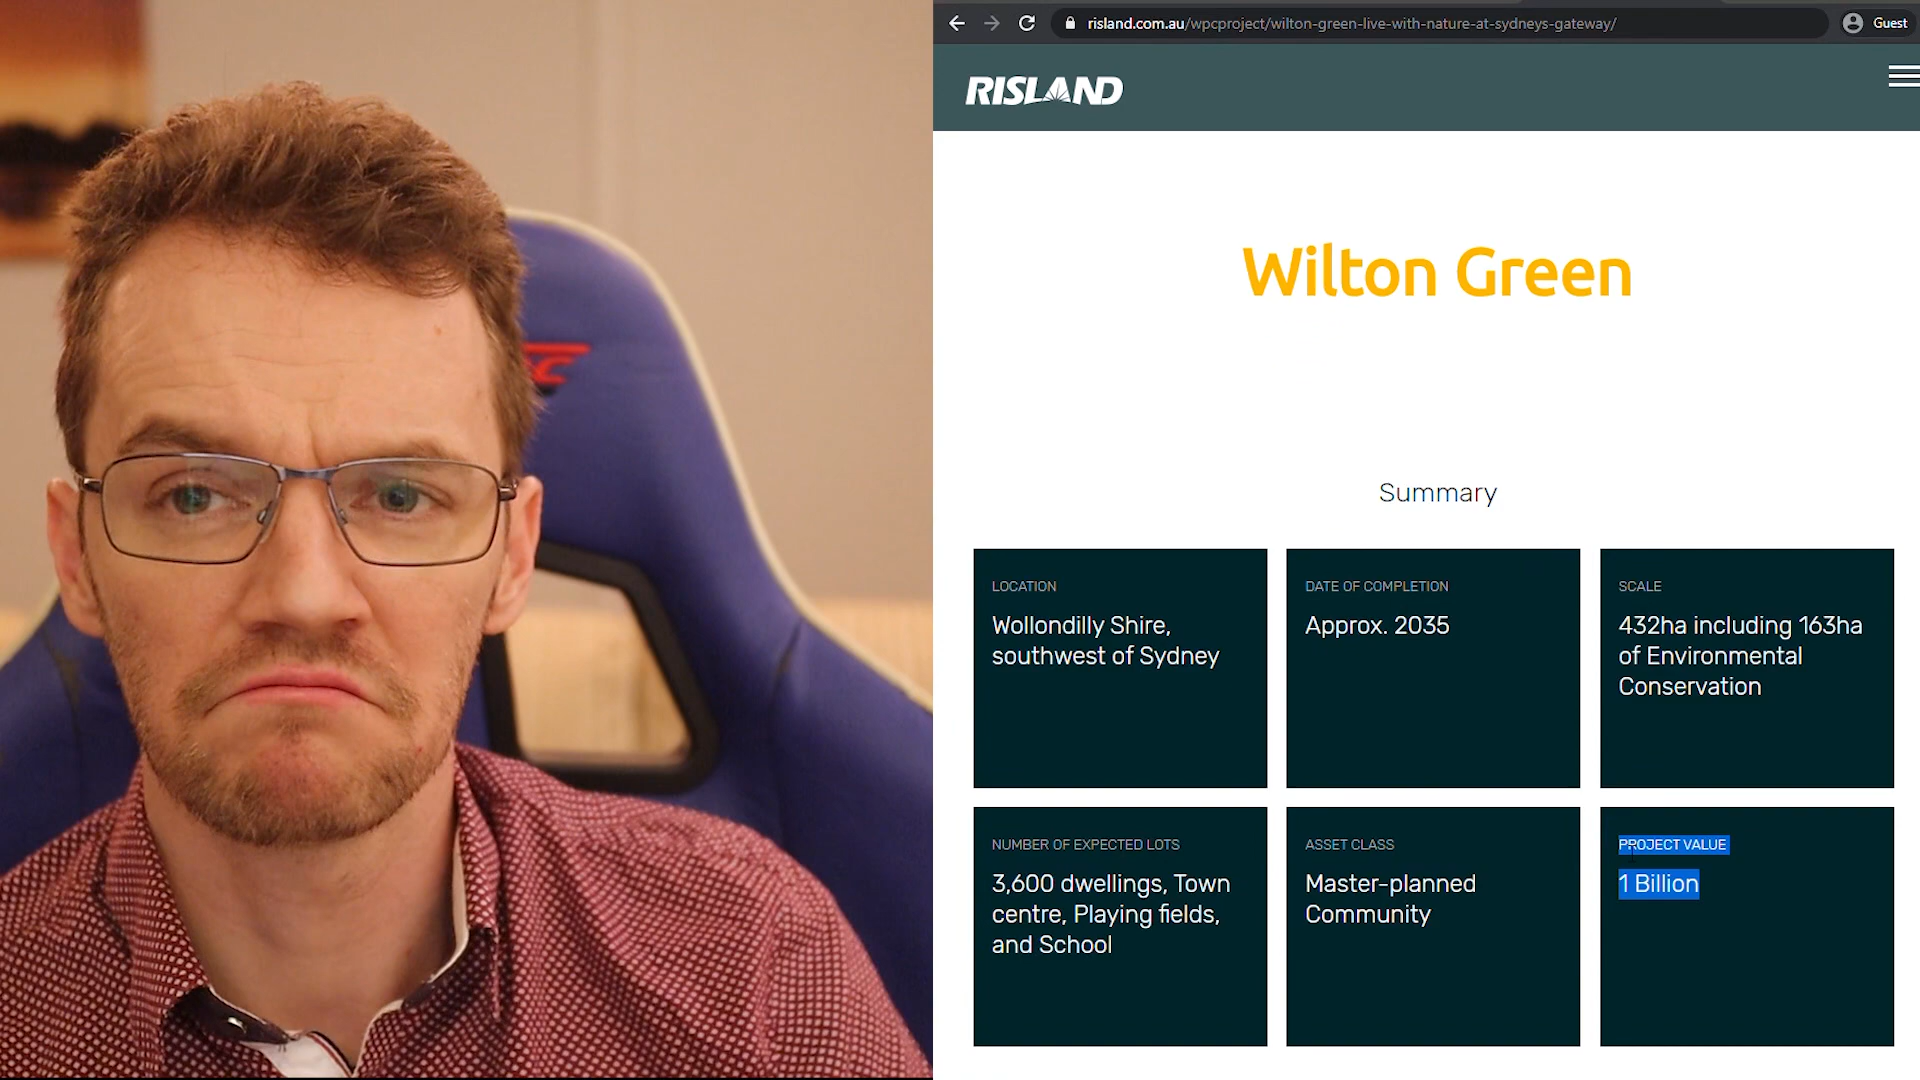 risland.com.au/wpcproject/wilton-green-live-with-nature-at-sydneys-gateway/
Guest
RISLAND
Wilton Green
Summary
LOCATION
Wollondilly Shire,
southwest of Sydney
DATE OF COMPLETION
Approx. 2035
SCALE
432ha including 163ha
of Environmental
Conservation
NUMBER OF EXPECTED LOTS
3,600 dwellings, Town
centre, Playing fields,
and School
ASSET CLASS
Master-planned
Community
PROJECT VALUE
1 Billion